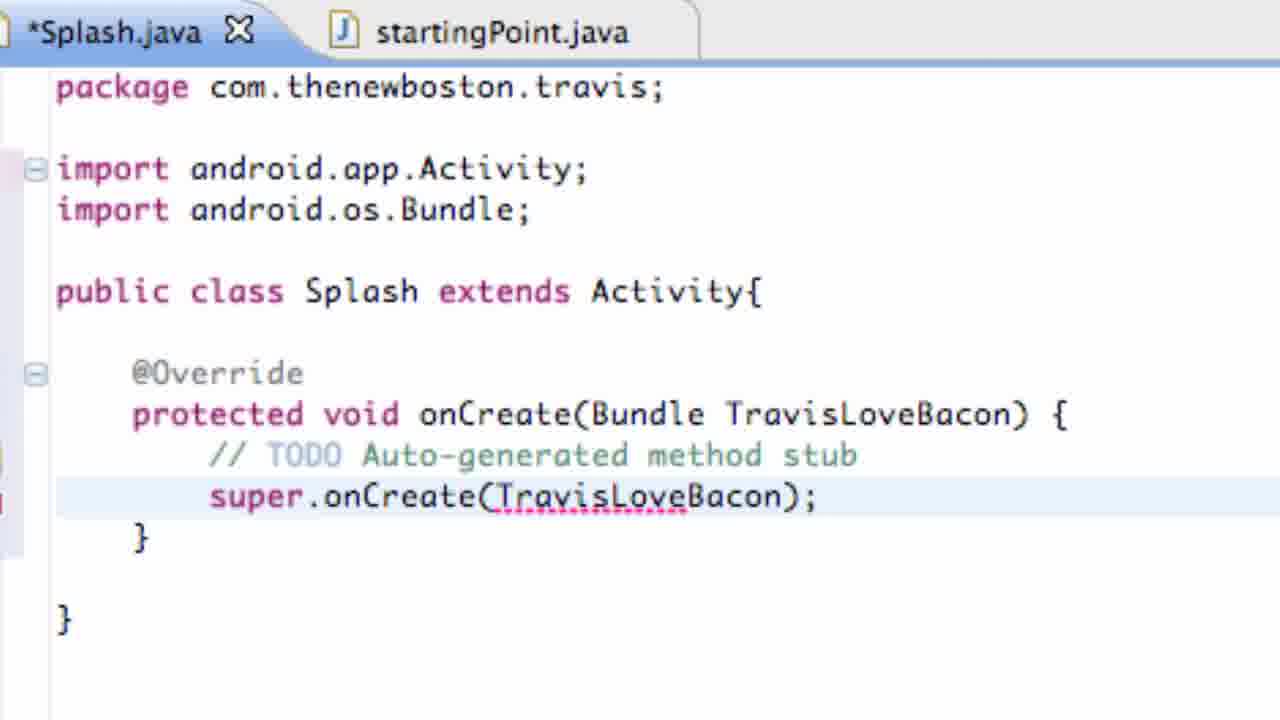 *Splash.java startingPoint.java
package com.thenewboston.travis;
import android.app.Activity;
import android.os.Bundle;
public class Splash extends Activity{
@Override
protected void onCreate(Bundle TravisLoveBacon) {
// TODO Auto-generated method stub
super.onCreate(TravisLoveBacon);
}
}